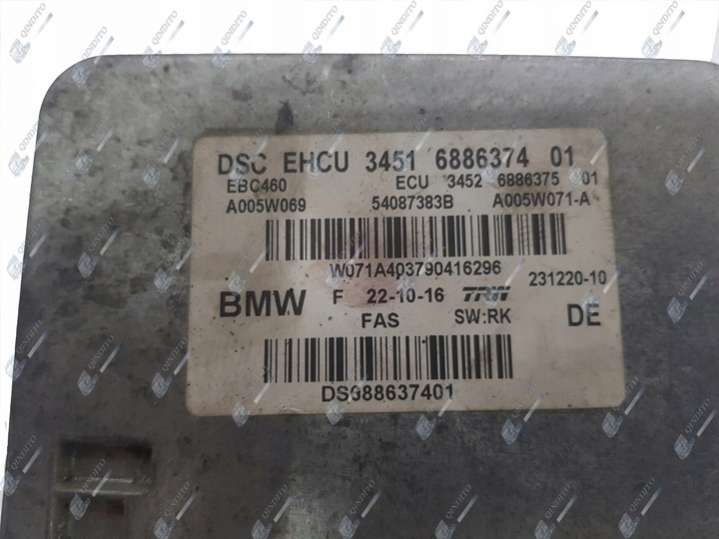 DSC EHCU 3451 6886374 01
EBC460 ECU 3452 6886375 01
A005W069 54087383B A005W071-A
W071A403790416296
231220-10
BMW F 22-10-16 TRW
FAS SW:RK DE
DS688637401
QINDITO